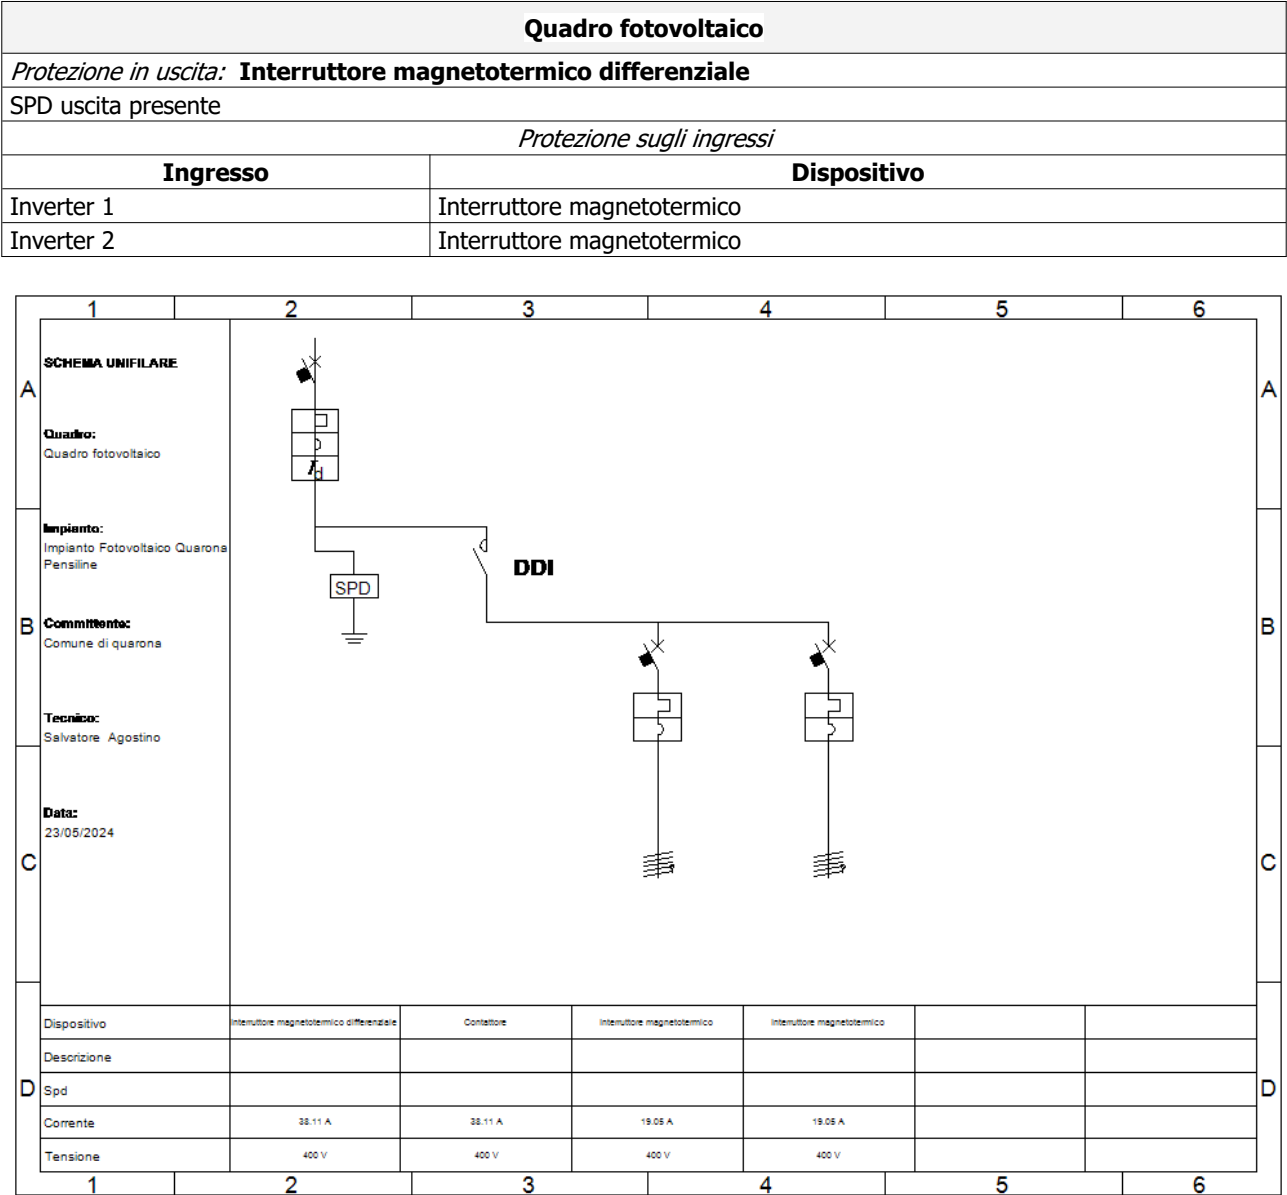 Quadro fotovoltaico
Protezione in uscita: Interruttore magnetotermico differenziale
SPD uscita presente
Protezione sugli ingressi
Ingresso Dispositivo
Inverter 1 Interruttore magnetotermico
Inverter 2 Interruttore magnetotermico
1 2 3 4 5 6
A A
SCHEMA UNIFILARE
Quadro:
Quadro fotovoltaico
Id
Impianto:
Impianto Fotovoltaico Quarona
Pensiline
DDI
SPD
B B
Committente:
Comune di quarona
Tecnico:
Salvatore Agostino
Data:
23/05/2024
C C
Dispositivo Interruttore magnetotermico differenziale Contattore Interruttore magnetotermico Interruttore magnetotermico
Descrizione
D D
Spd
Corrente 38.11 A 38.11 A 19.05 A 19.05 A
Tensione 400 V 400 V 400 V 400 V
1 2 3 4 5 6